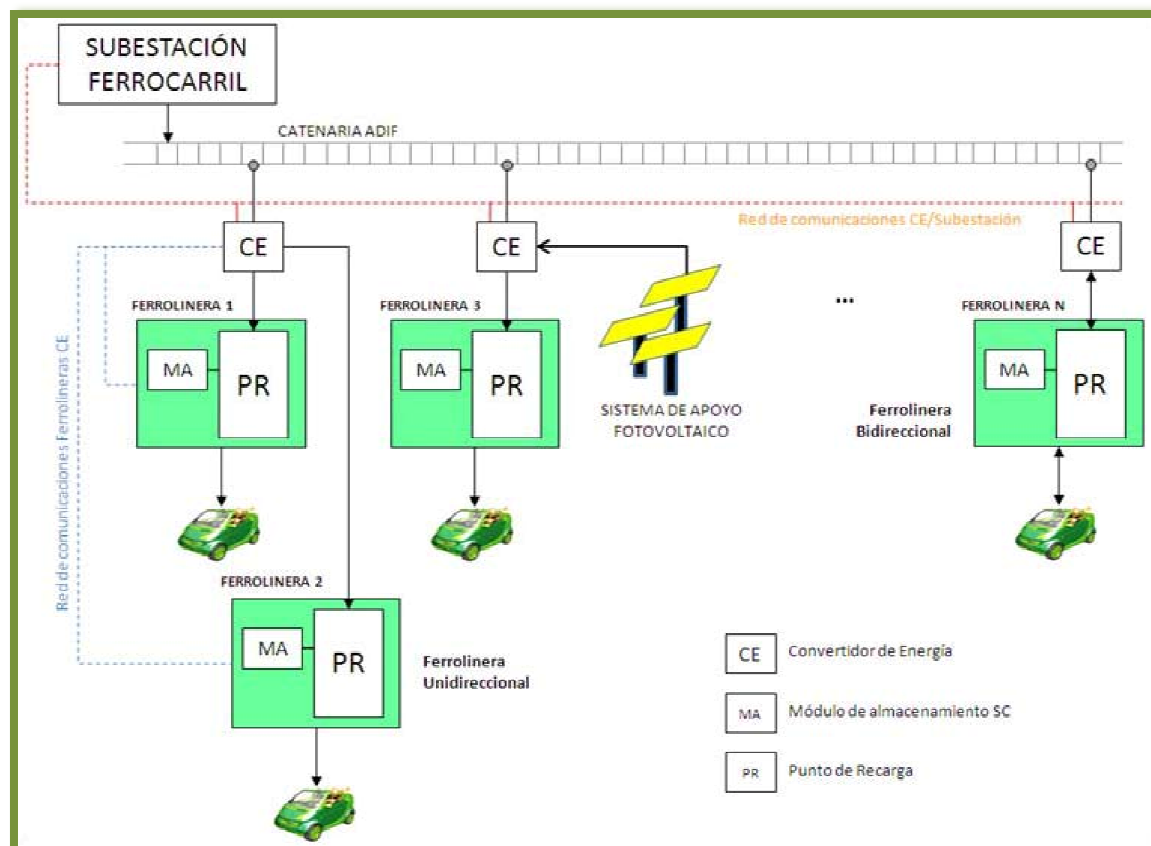 SUBESTACIÓN
FERROCARRIL
CATENARIA ADIF
Red de comunicaciones CE/Subestación
CE
CE
CE
FERROLINERA 1
FERROLINERA 3
...
FERROLINERA N
MA
PR
MA
PR
MA
PR
SISTEMA DE APOYO
FOTOVOLTAICO
Ferrolinera
Bidireccional
Red de comunicaciones Ferrolineras CE
FERROLINERA 2
MA
PR
Ferrolinera
Unidireccional
CE Convertidor de Energía
MA Módulo de almacenamiento SC
PR Punto de Recarga